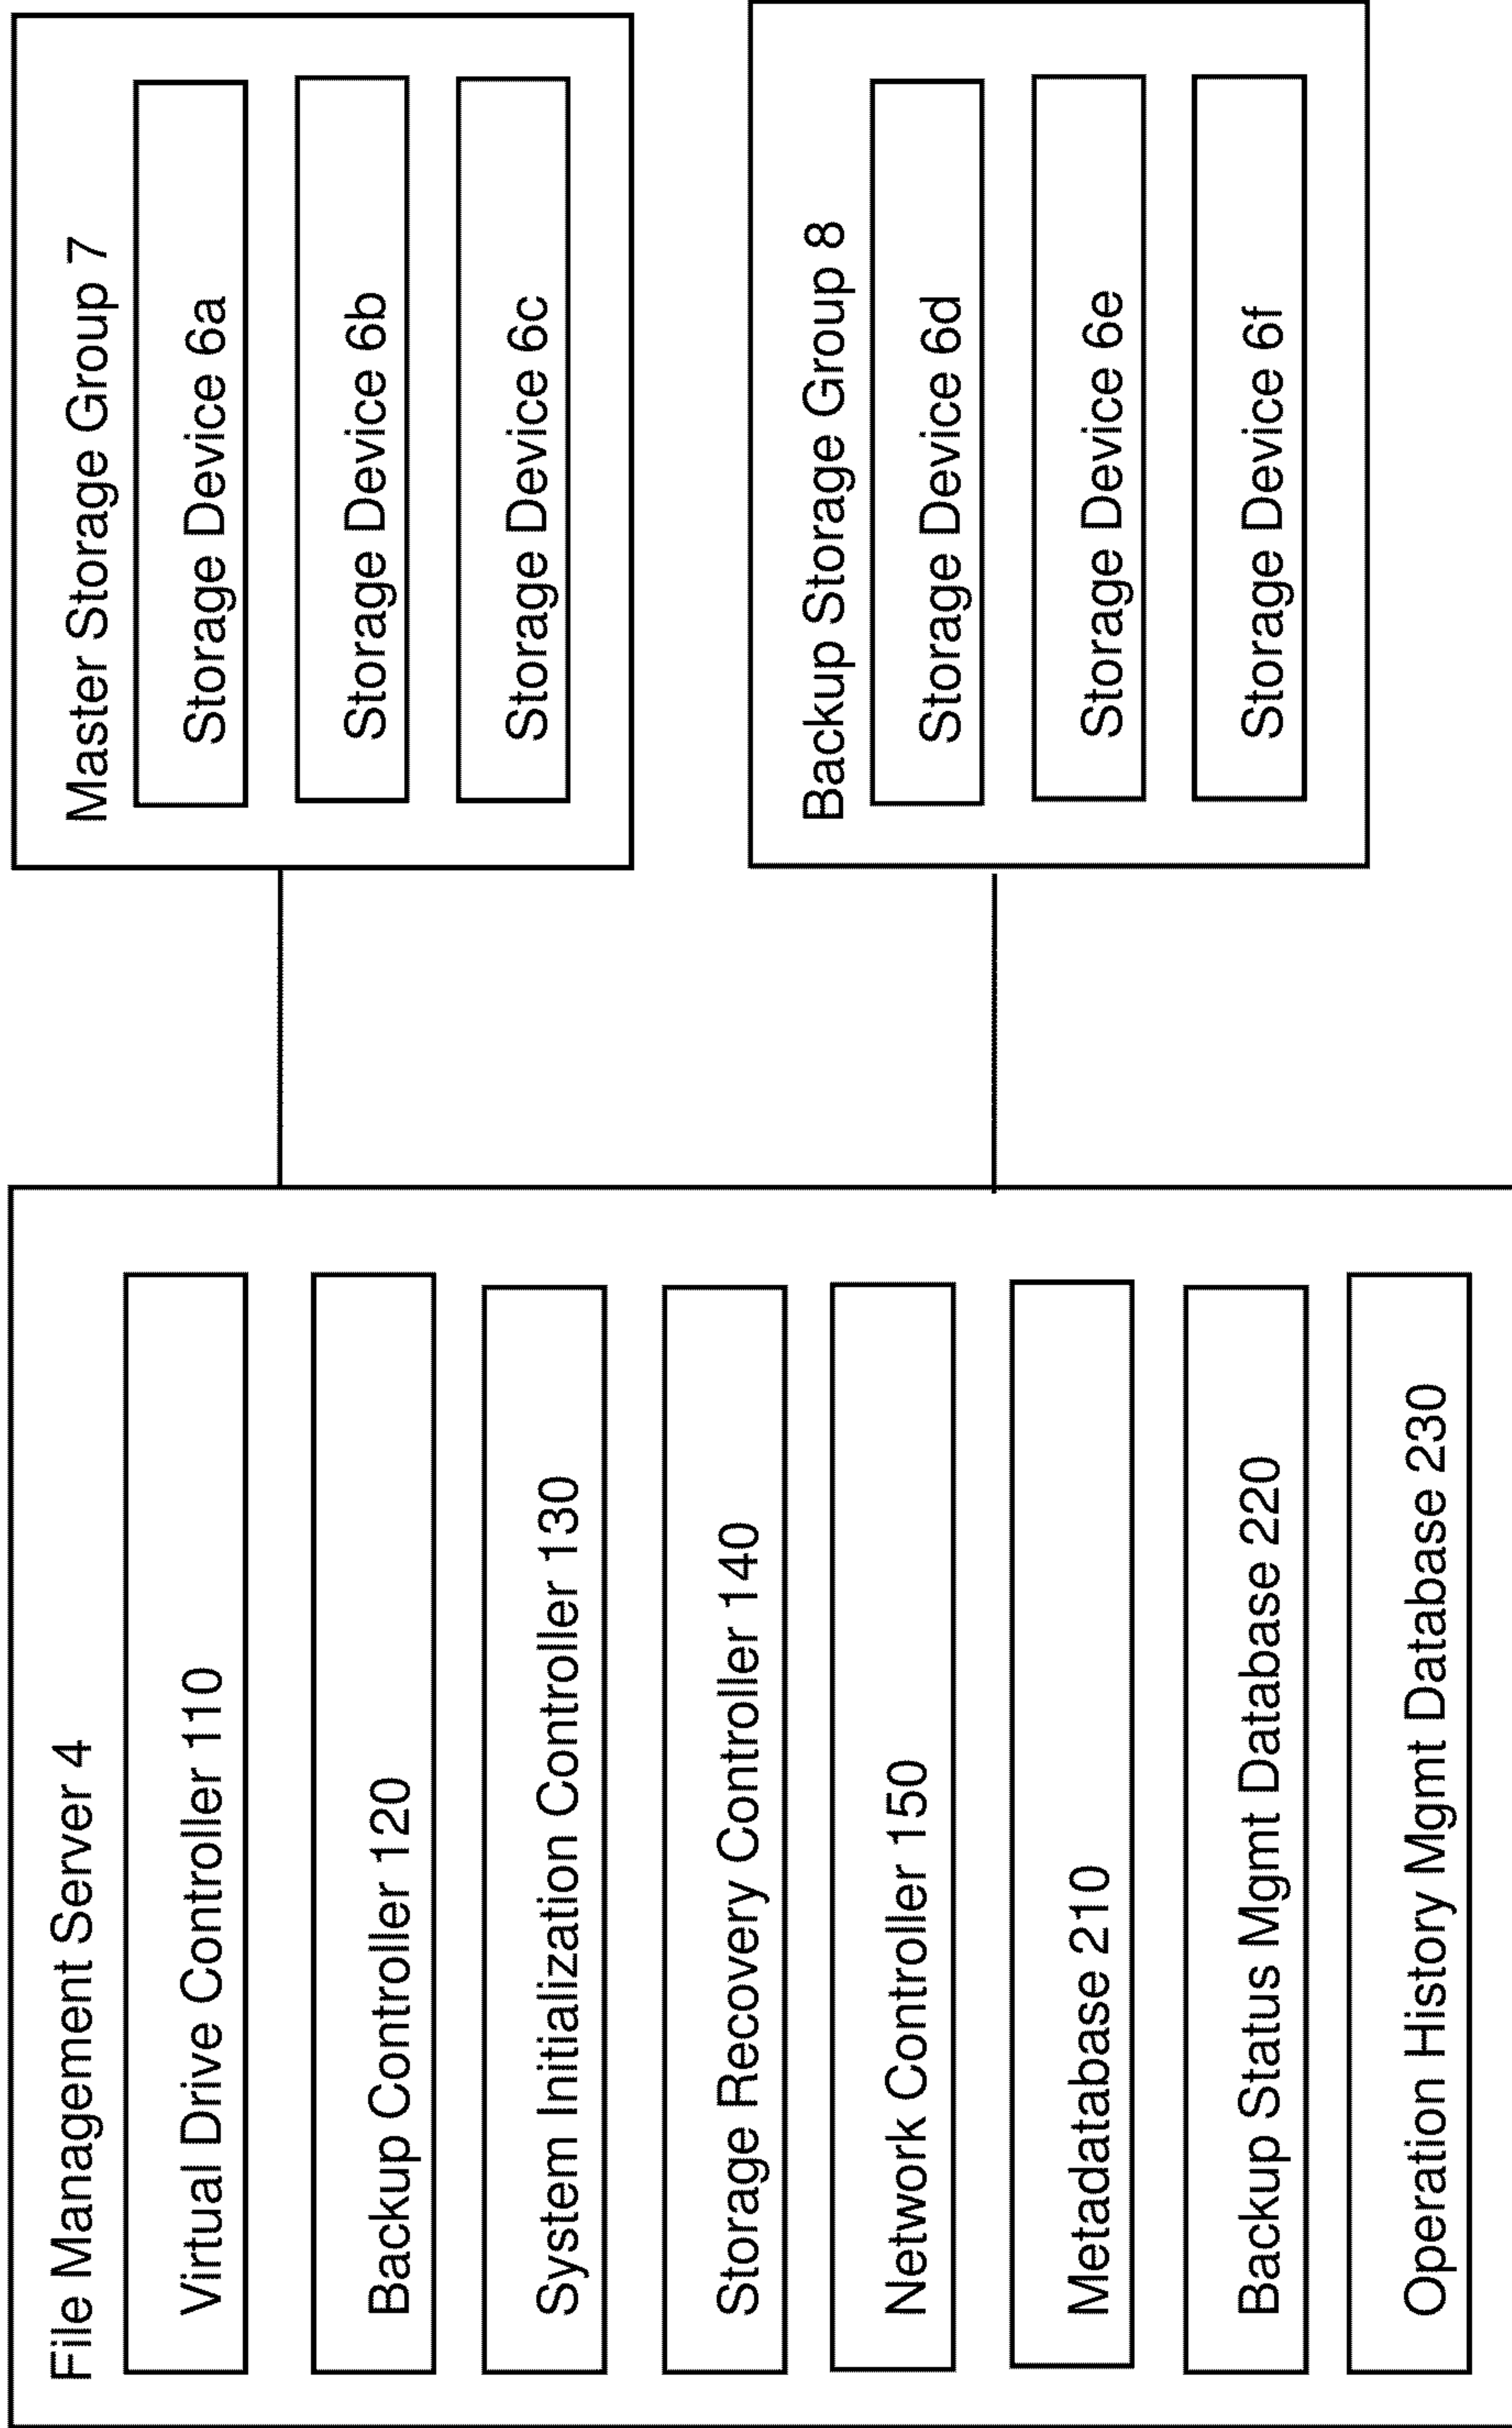 File Management Server 4
Virtual Drive Controller 110
Backup Controller 120
System Initialization Controller 130
Storage Recovery Controller 140
Network Controller 150
Metadatabase 210
Backup Status Mgmt Database 220
Operation History Mgmt Database 230
Master Storage Group 7
Storage Device 6a
Storage Device 6b
Storage Device 6c
Backup Storage Group 8
Storage Device 6d
Storage Device 6e
Storage Device 6f